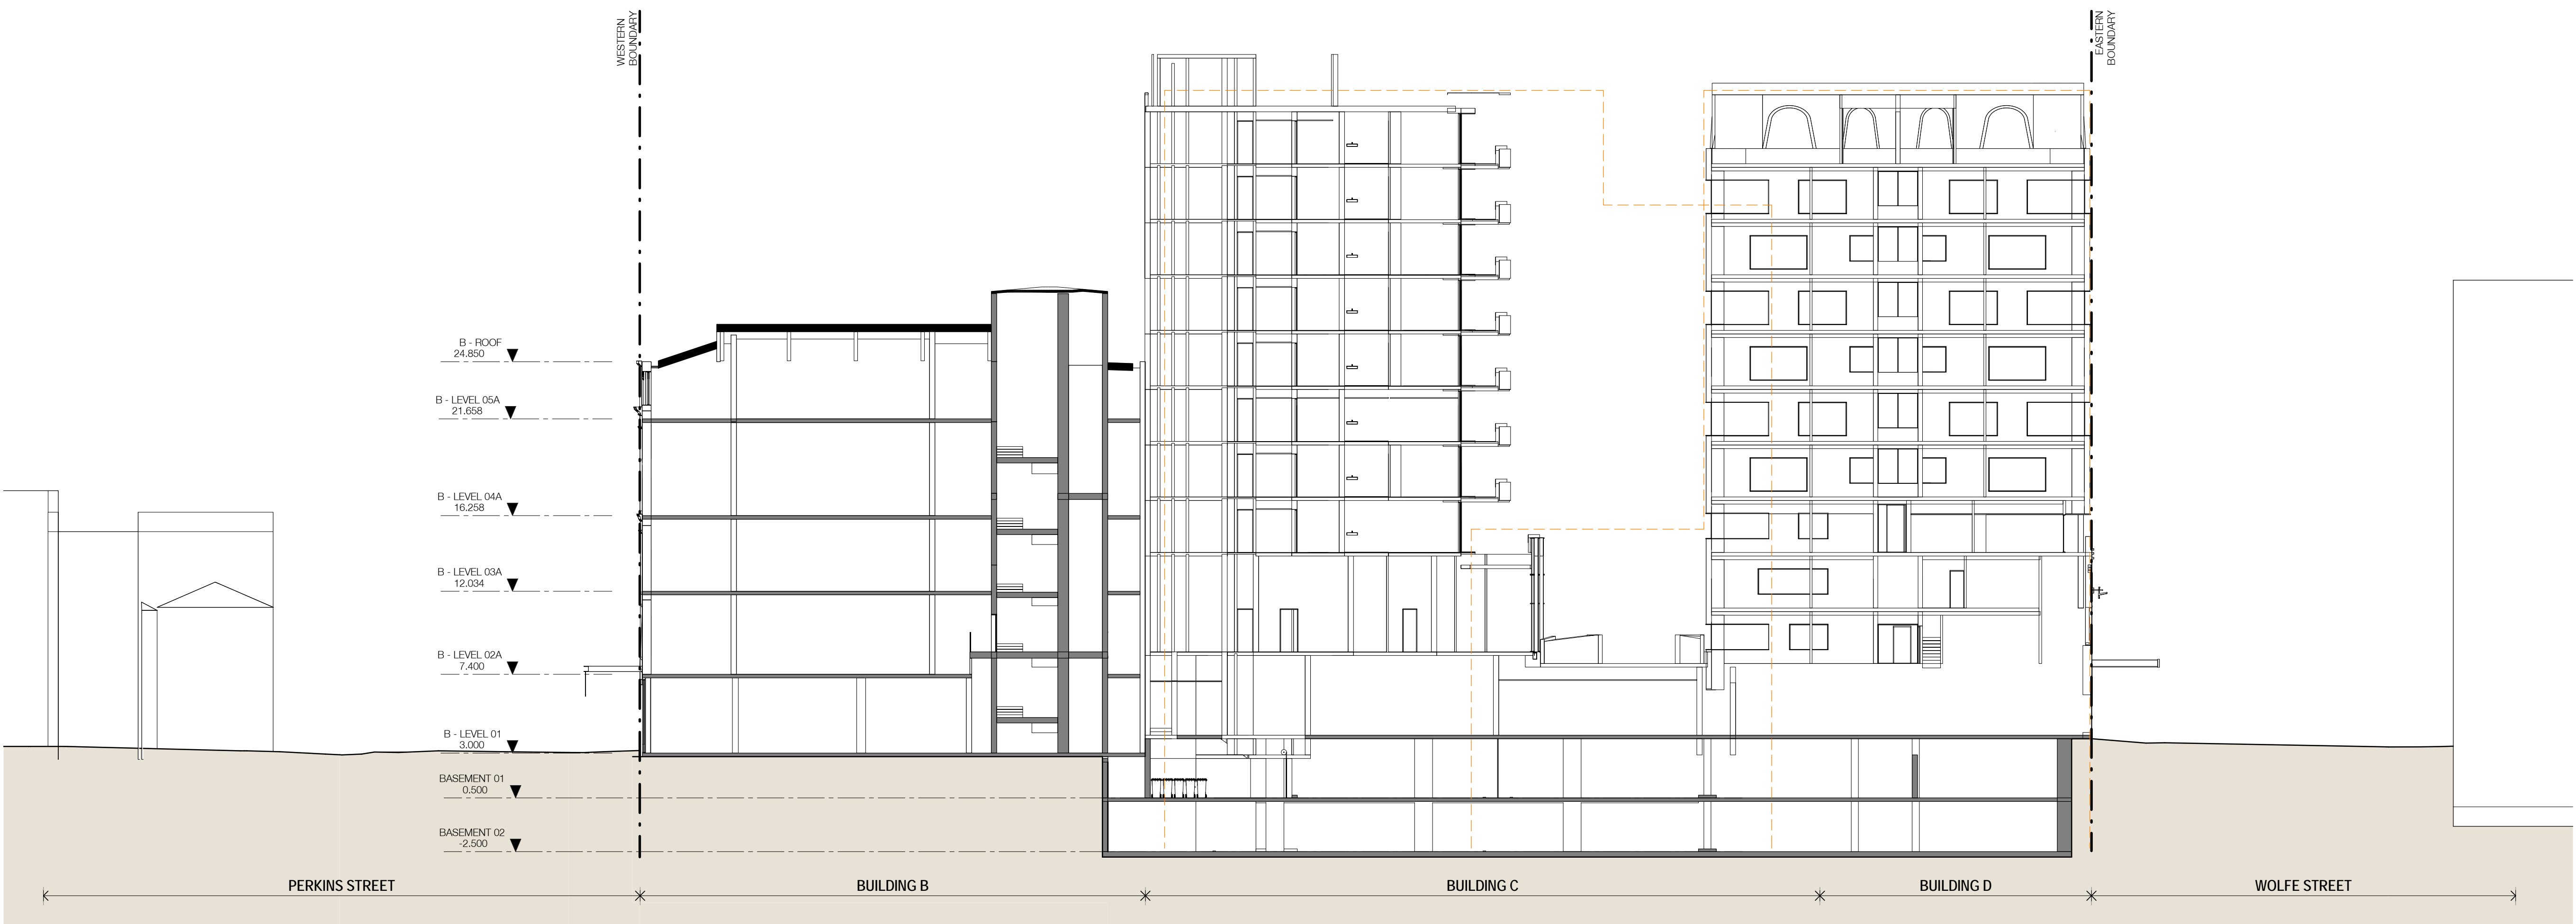 WESTERN
BOUNDARY
EASTERN
BOUNDARY
B - ROOF
24.850
B - LEVEL 05A
21.658
B - LEVEL 04A
16.258
B - LEVEL 03A
12.034
B - LEVEL 02A
7.400
B - LEVEL 01
3.000
BASEMENT 01
0.500
BASEMENT 02
-2.500
PERKINS STREET
BUILDING B
BUILDING C
BUILDING D
WOLFE STREET